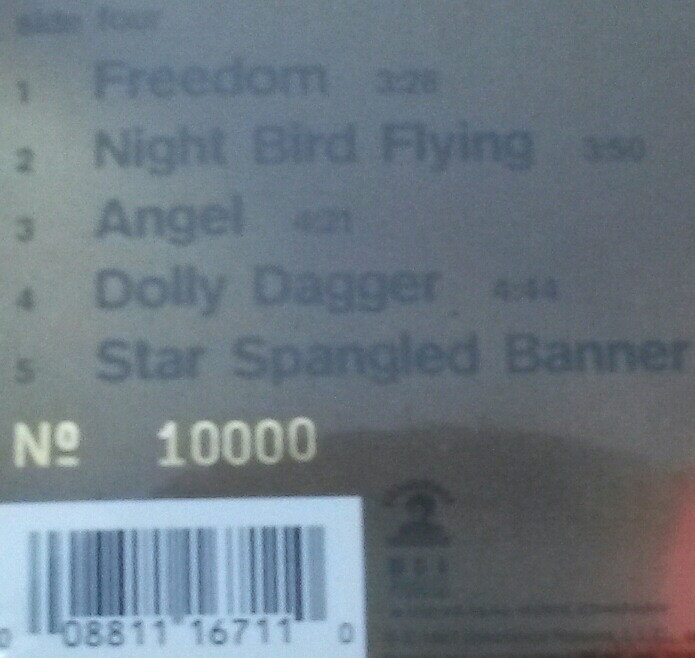 side four
1 Freedom 3:26
2 Night Bird Flying 3:50
3 Angel 4:21
4 Dolly Dagger 4:44
5 Star Spangled Banner
Nº 10000
0 08811 16711 0